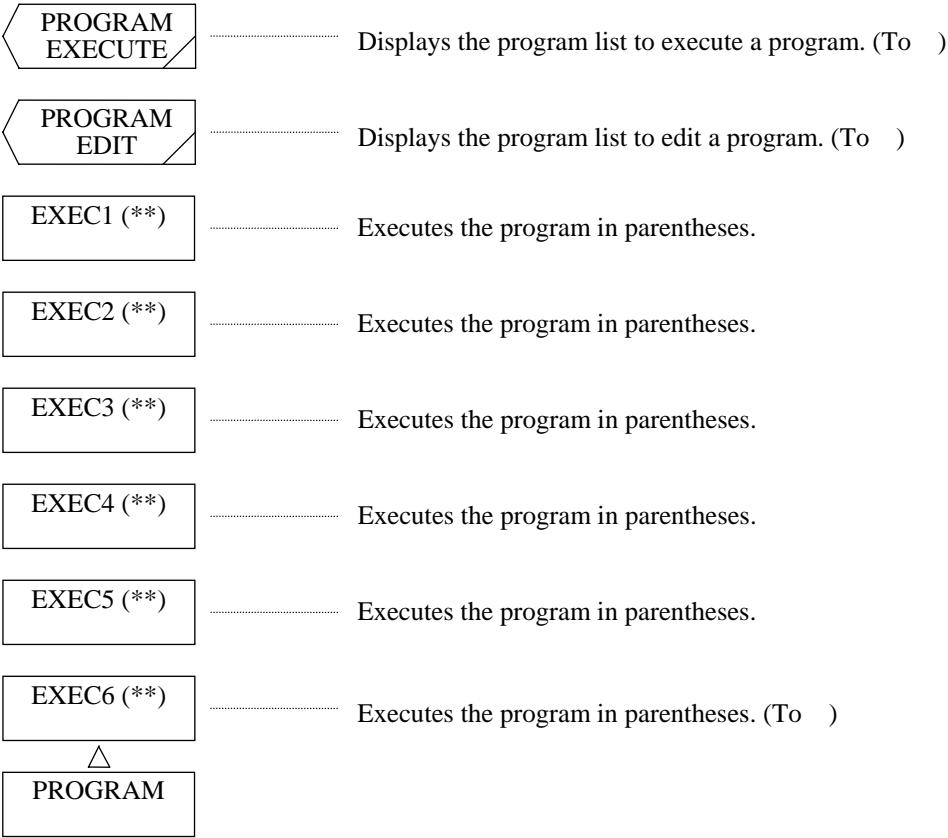 PROGRAM
EXECUTE
Displays the program list to execute a program. (To    )
PROGRAM
EDIT
Displays the program list to edit a program. (To    )
EXEC1 (**)
Executes the program in parentheses.
EXEC2 (**)
Executes the program in parentheses.
EXEC3 (**)
Executes the program in parentheses.
EXEC4 (**)
Executes the program in parentheses.
EXEC5 (**)
Executes the program in parentheses.
EXEC6 (**)
Executes the program in parentheses. (To    )
PROGRAM